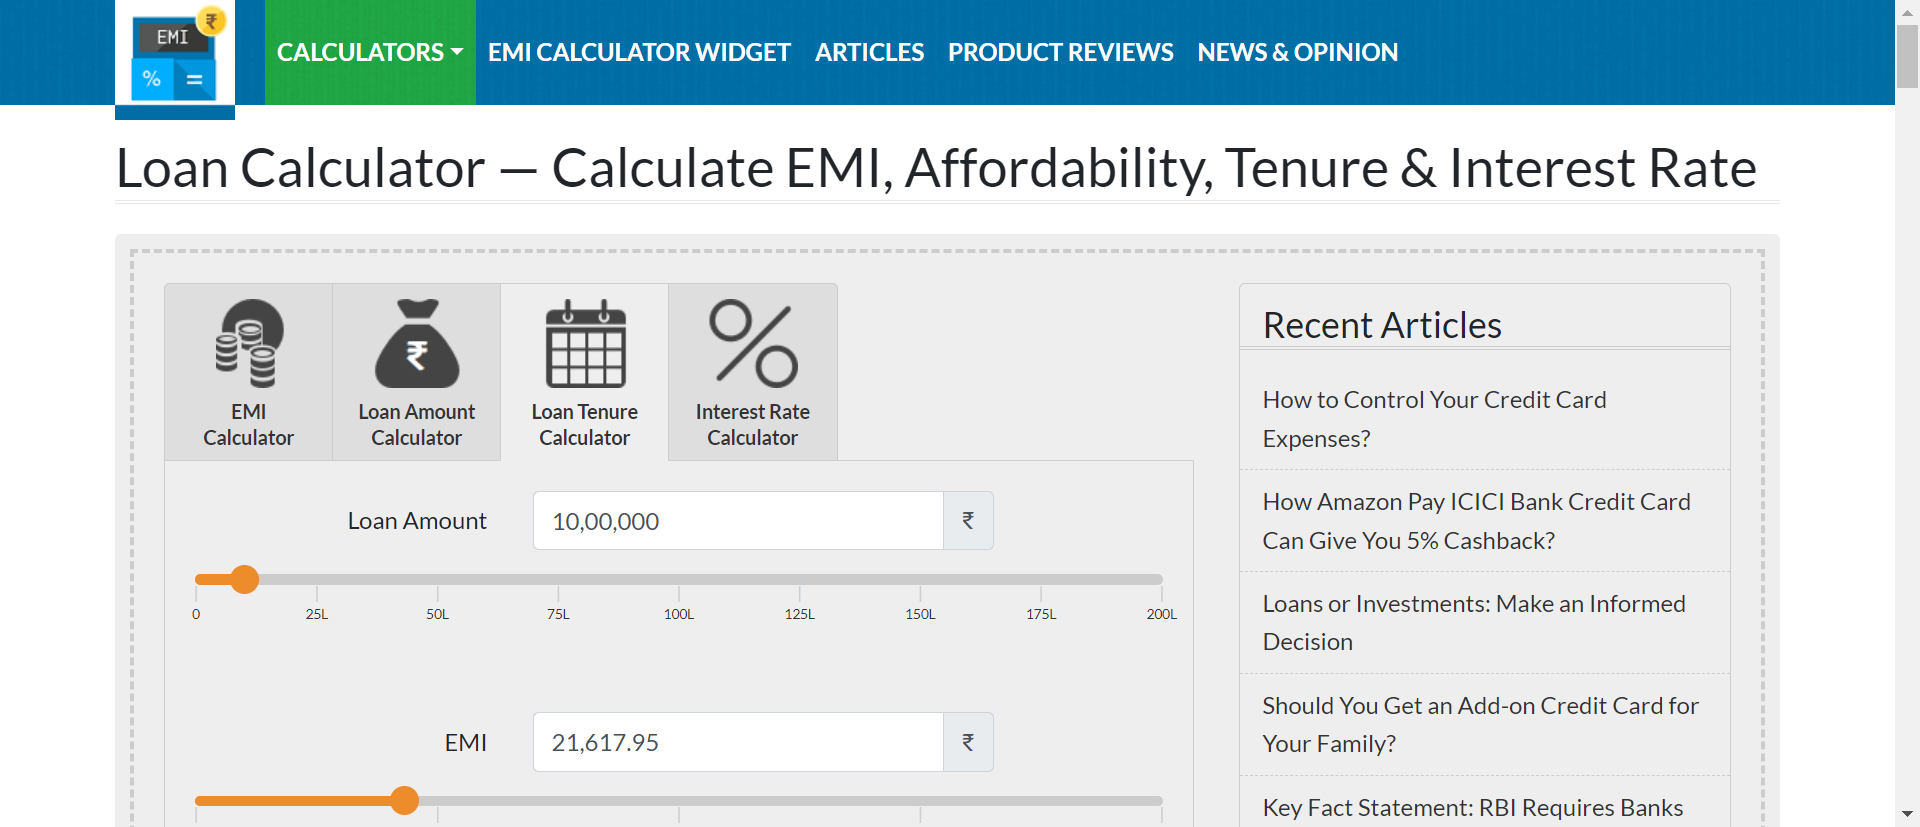 EMI
₹
%
=
CALCULATORS
EMI CALCULATOR WIDGET
ARTICLES
PRODUCT REVIEWS
NEWS & OPINION
Loan Calculator — Calculate EMI, Affordability, Tenure & Interest Rate
EMI
Calculator
₹
Loan Amount
Calculator
Loan Tenure
Calculator
Interest Rate
Calculator
Loan Amount
10,00,000
₹
0 25L 50L 75L 100L 125L 150L 175L 200L
EMI
21,617.95
₹
Recent Articles
How to Control Your Credit Card
Expenses?
How Amazon Pay ICICI Bank Credit Card
Can Give You 5% Cashback?
Loans or Investments: Make an Informed
Decision
Should You Get an Add-on Credit Card for
Your Family?
Key Fact Statement: RBI Requires Banks